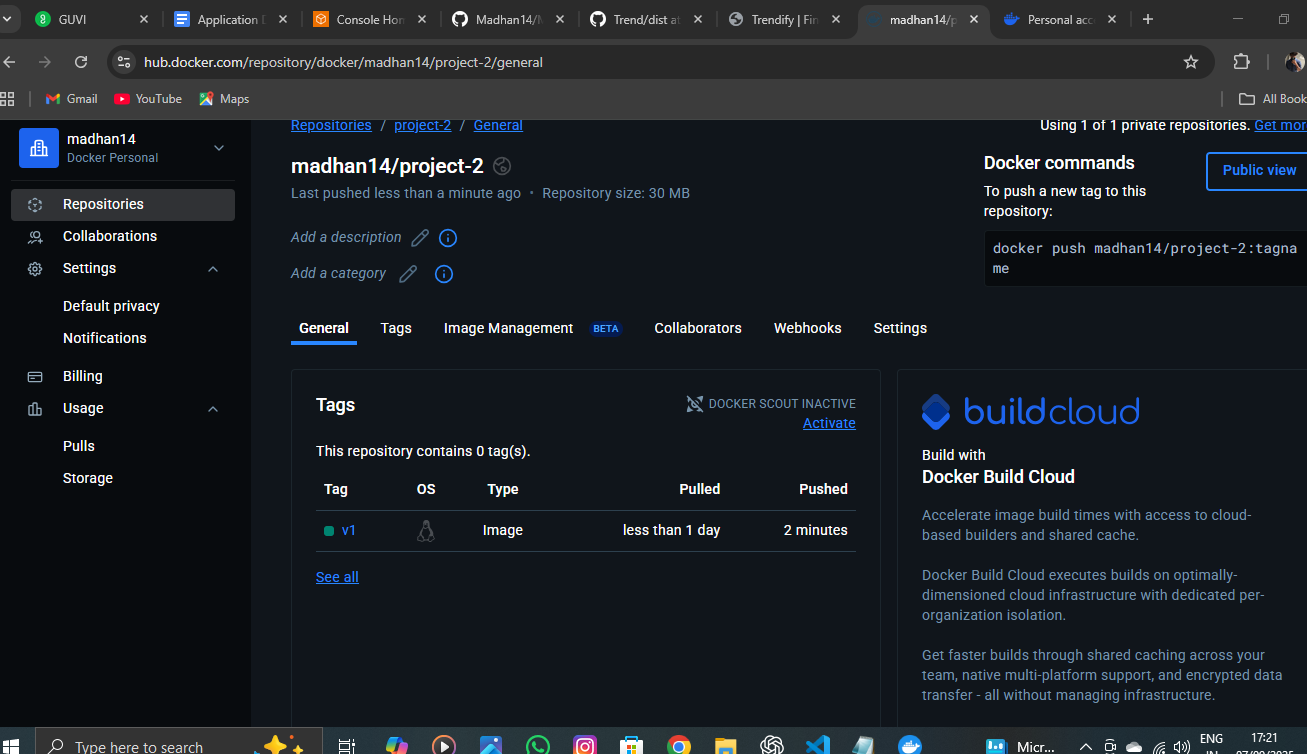 GUVI
Application D
Console Hom
Madhan14/M
Trend/dist at
Trendify | Fin
madhan14/p
Personal acc
hub.docker.com/repository/docker/madhan14/project-2/general
Gmail
YouTube
Maps
All Book
madhan14
Docker Personal
Repositories
Collaborations
Settings
Default privacy
Notifications
Billing
Usage
Pulls
Storage
Repositories / project-2 / General
Using 1 of 1 private repositories. Get mor
madhan14/project-2
Last pushed less than a minute ago • Repository size: 30 MB
Add a description
Add a category
Docker commands
Public view
To push a new tag to this
repository:
docker push madhan14/project-2:tagna
me
General
Tags
Image Management BETA
Collaborators
Webhooks
Settings
Tags
DOCKER SCOUT INACTIVE
Activate
This repository contains 0 tag(s).
Tag OS Type Pulled Pushed
v1 Image less than 1 day 2 minutes
See all
buildcloud
Build with
Docker Build Cloud
Accelerate image build times with access to cloud-
based builders and shared cache.
Docker Build Cloud executes builds on optimally-
dimensioned cloud infrastructure with dedicated per-
organization isolation.
Get faster builds through shared caching across your
team, native multi-platform support, and encrypted data
transfer - all without managing infrastructure.
Type here to search
Micr...
ENG
17:21